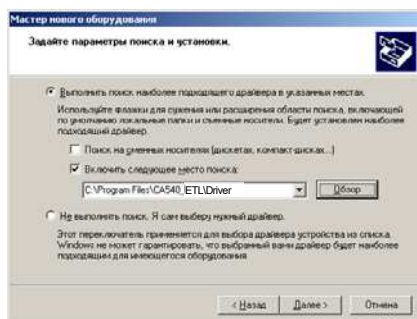 Мастер нового оборудования
Задайте параметры поиска и установки.
Выполнить поиск наиболее подходящего драйвера в указанных местах.
Используйте флажки для сужения или расширения области поиска, включающей
по умолчанию локальные папки и съемные носители. Будет установлен наиболее
подходящий драйвер.
Поиск на сменных носителях (дискетах, компакт-дисках...)
Включить следующее место поиска:
C:\Program Files\CA540_ETL\Driver
Обзор
Не выполнять поиск. Я сам выберу нужный драйвер.
Этот переключатель применяется для выбора драйвера устройства из списка.
Windows не может гарантировать, что выбранный вами драйвер будет наиболее
подходящим для имеющегося оборудования.
< Назад
Далее >
Отмена